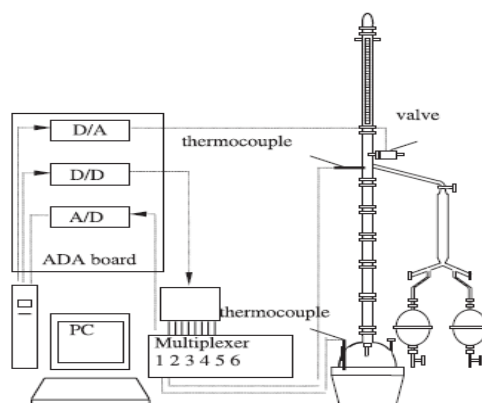 valve
D/A
thermocouple
D/D
A/D
ADA board
thermocouple
PC
Multiplexer
1 2 3 4 5 6